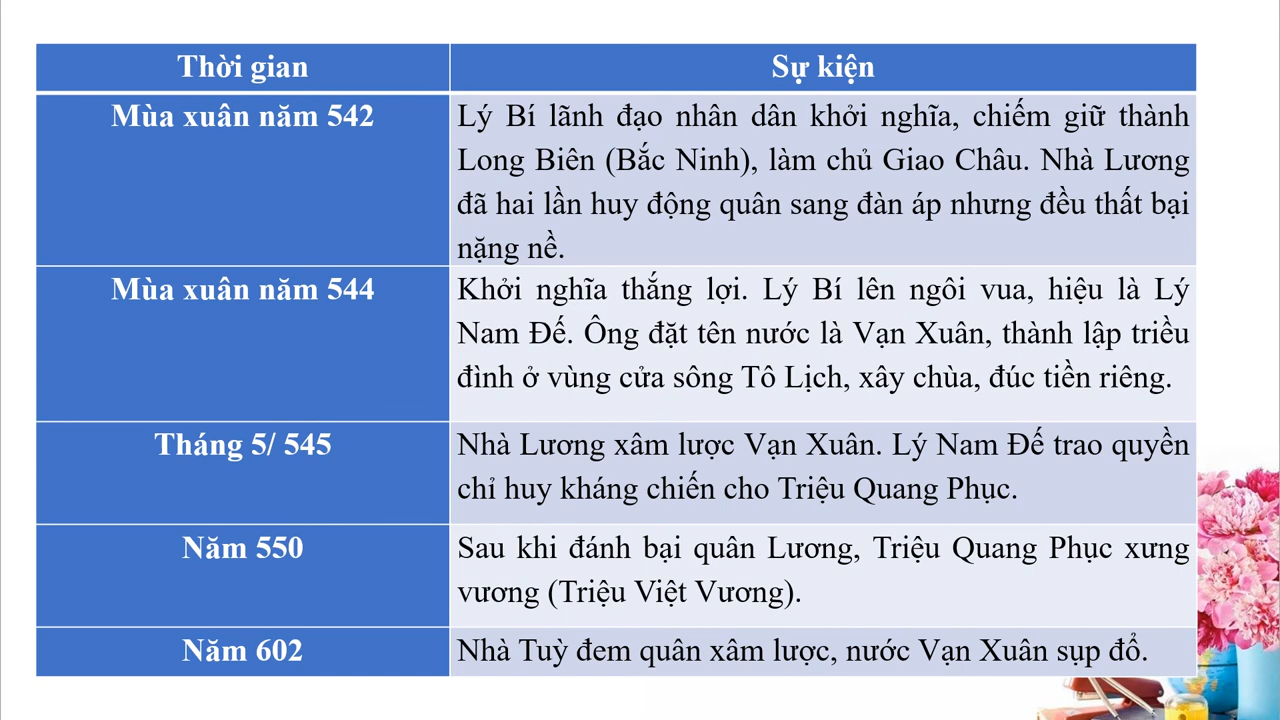 Thời gian
Sự kiện
Mùa xuân năm 542
Lý Bí lãnh đạo nhân dân khởi nghĩa, chiếm giữ thành
Long Biên (Bắc Ninh), làm chủ Giao Châu. Nhà Lương
đã hai lần huy động quân sang đàn áp nhưng đều thất bại
nặng nề.
Mùa xuân năm 544
Khởi nghĩa thắng lợi. Lý Bí lên ngôi vua, hiệu là Lý
Nam Đế. Ông đặt tên nước là Vạn Xuân, thành lập triều
đình ở vùng cửa sông Tô Lịch, xây chùa, đúc tiền riêng.
Tháng 5/ 545
Nhà Lương xâm lược Vạn Xuân. Lý Nam Đế trao quyền
chỉ huy kháng chiến cho Triệu Quang Phục.
Năm 550
Sau khi đánh bại quân Lương, Triệu Quang Phục xưng
vương (Triệu Việt Vương).
Năm 602
Nhà Tuỳ đem quân xâm lược, nước Vạn Xuân sụp đổ.